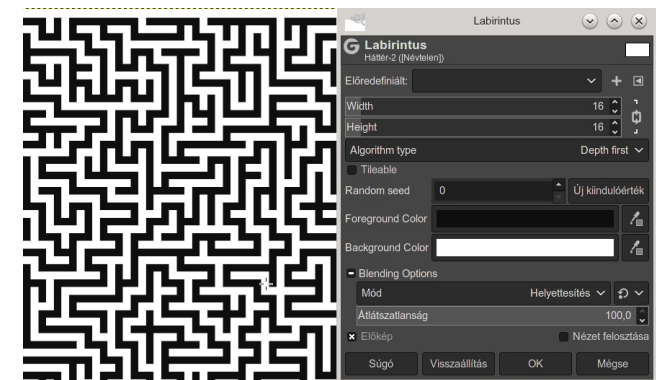 Labirintus
Labirintus
Háttér-2 ([Névtelen])
Előredefiniált:
Width 16
Height 16
Algorithm type Depth first
Tileable
Random seed 0 Új kiindulóérték
Foreground Color
Background Color
Blending Options
Mód Helyettesítés
Átlátszatlanság 100,0
Előkép Nézet felosztása
Súgó Visszaállítás OK Mégse